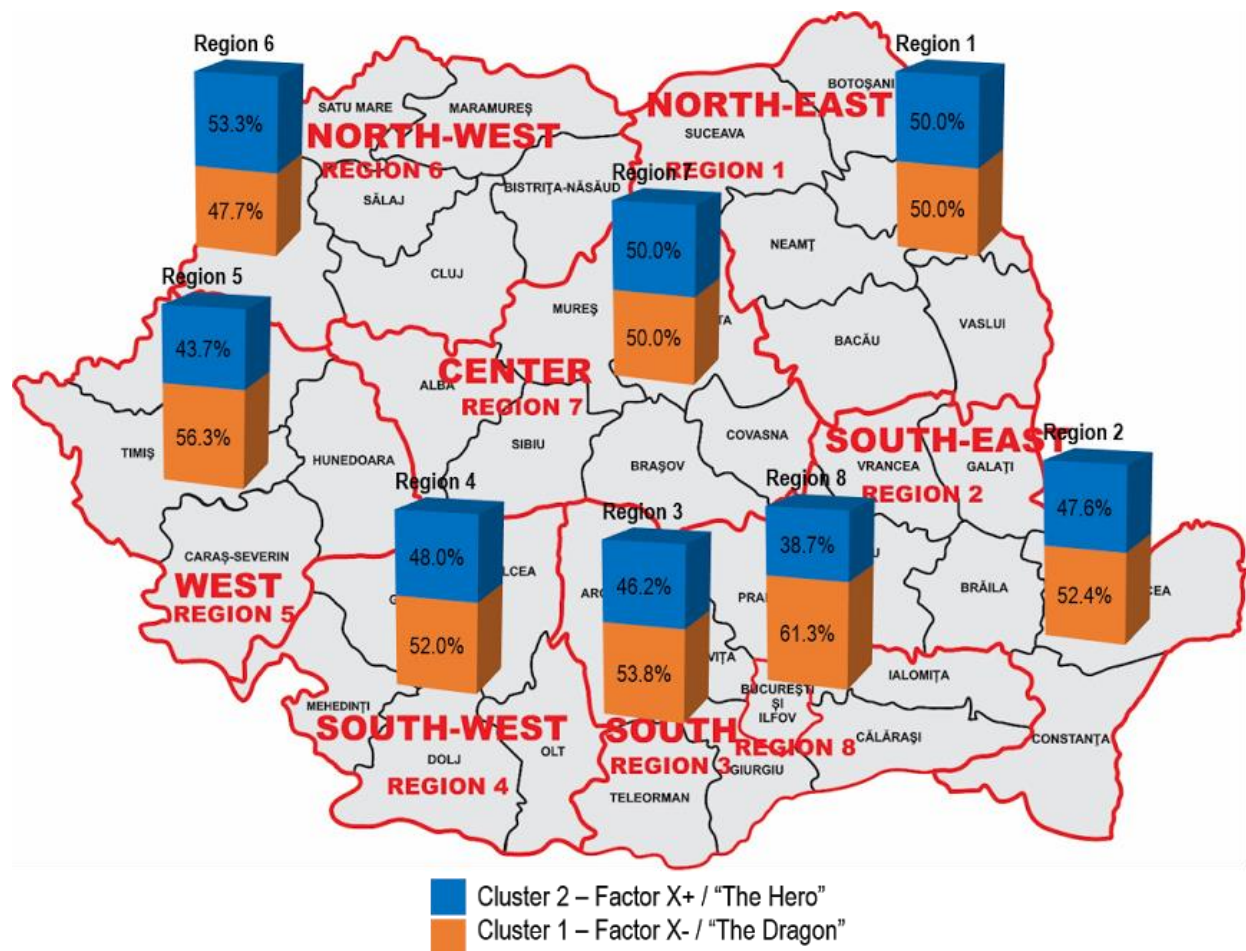 Region 6
Region 1
BOTOȘANI
SATU MARE
MARAMUREȘ
NORTH-EAST
53.3%
NORTH-WEST
SUCEAVA
50.0%
REGION 6
REGION 1
Region 7
BISTRIȚA-NĂSĂUD
SĂLAJ
47.7%
50.0%
50.0%
NEAMȚ
CLUJ
Region 5
MUREȘ
TA
VASLUI
43.7%
50.0%
BACĂU
ALBA
CENTER
REGION 7
56.3%
TIMIȘ
HUNEDOARA
SIBIU
BRAȘOV
COVASNA
SOUTH-EAST
Region 2
VRANCEA
GALAȚI
Region 4
Region 8
REGION 2
Region 3
47.6%
48.0%
38.7%
CARAȘ-SEVERIN
LCEA
U
WEST
G
46.2%
ARG
PRA
BRĂILA
52.4%
CEA
REGION 5
52.0%
61.3%
53.8%
VIȚA
IALOMIȚA
BUCUREȘTI
ȘI
ILFOV
MEHEDINȚI
SOUTH-WEST
SOUTH
REGION 8
CĂLĂRAȘI
CONSTANȚA
DOLJ
OLT
REGION 3
GIURGIU
REGION 4
TELEORMAN
Cluster 2 – Factor X+ / “The Hero”
Cluster 1 – Factor X- / “The Dragon”